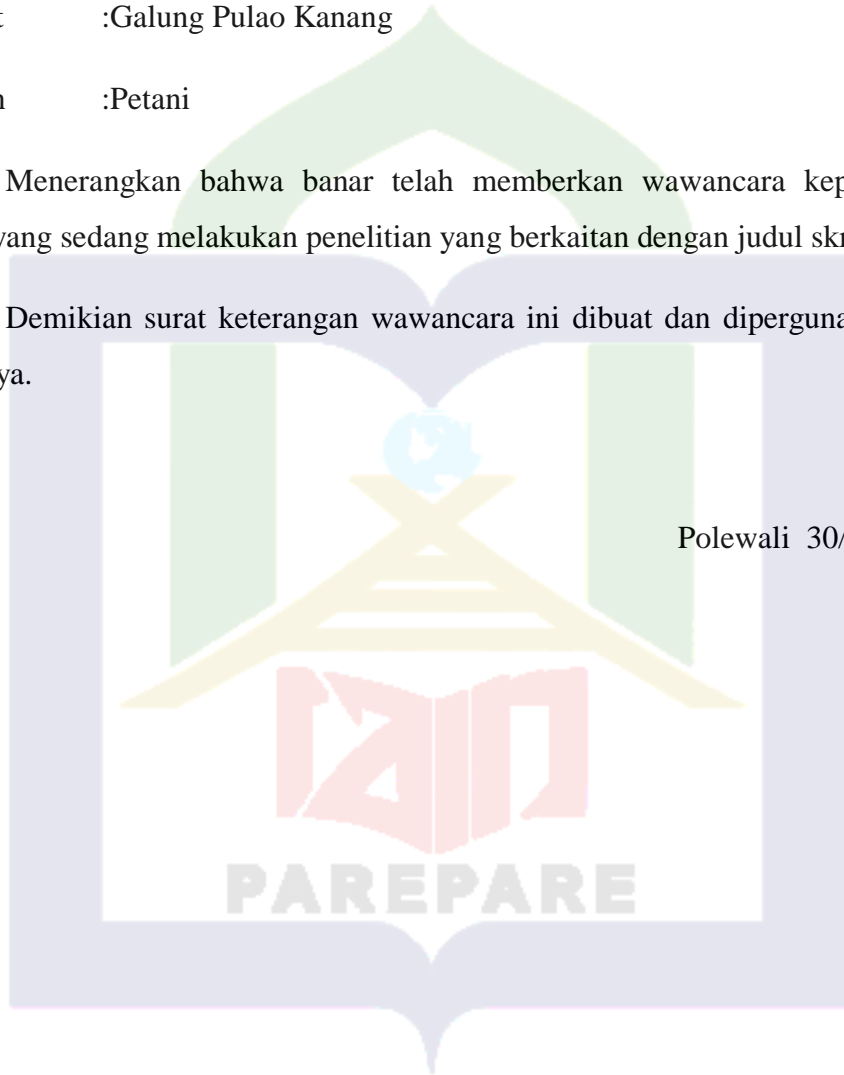 :Galung Pulao Kanang
:Petani
Menerangkan bahwa banar telah memberkan wawancara kep
yang sedang melakukan penelitian yang berkaitan dengan judul skr
Demikian surat keterangan wawancara ini dibuat dan diperguna
ya.
Polewali 30/
iain
PAREPARE